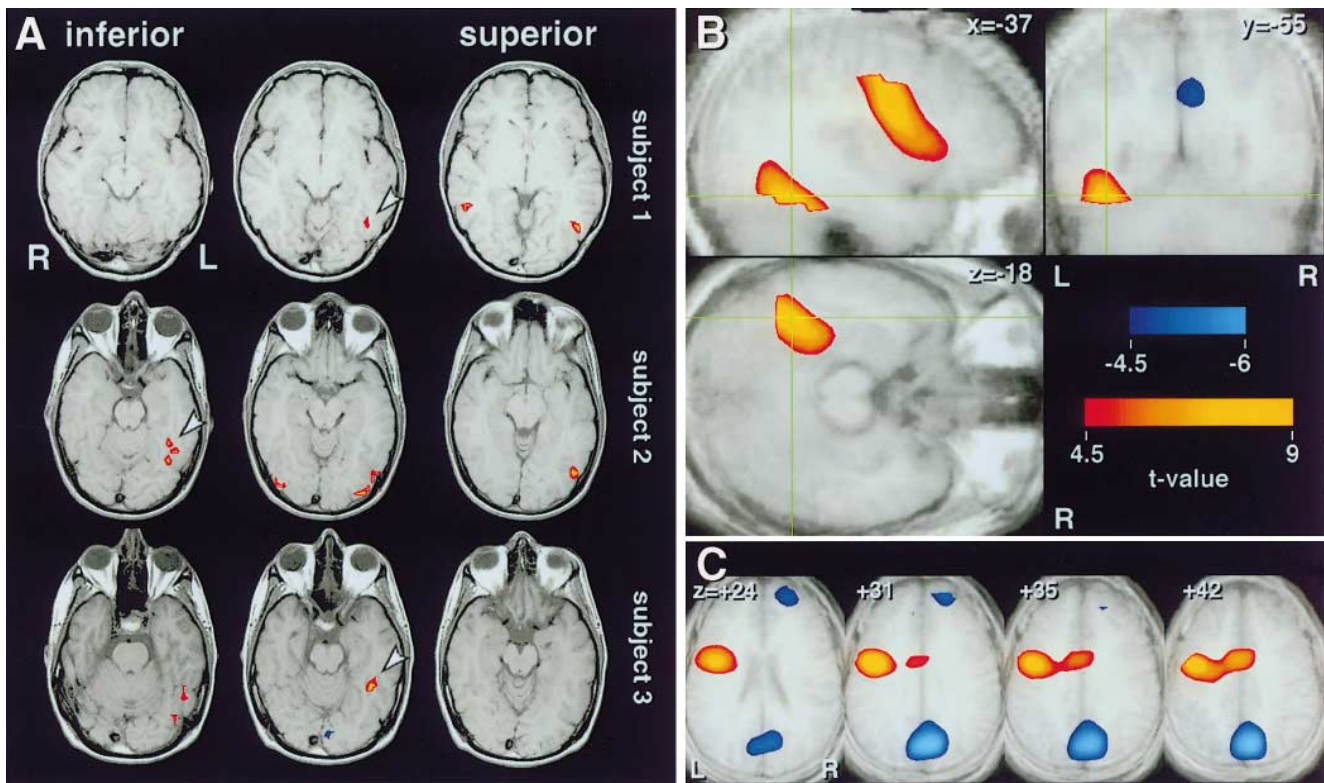 A
inferior
superior
subject 1
R
L
subject 2
subject 3
B
x=-37
y=-55
z=-18
L
R
-4.5
-6
4.5
9
t-value
R
C
z=+24
+31
+35
+42
L
R